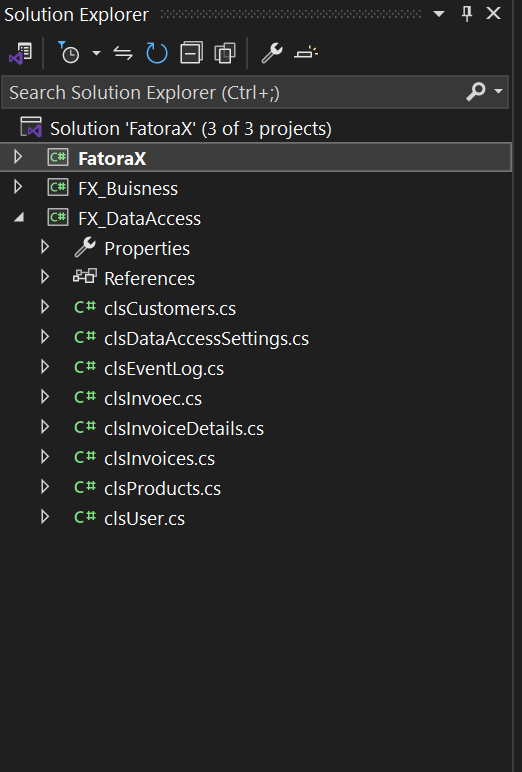 Solution Explorer
Search Solution Explorer (Ctrl+;)
Solution 'FatoraX' (3 of 3 projects)
C# FatoraX
C# FX_Buisness
C# FX_DataAccess
Properties
References
C# clsCustomers.cs
C# clsDataAccessSettings.cs
C# clsEventLog.cs
C# clsInvoec.cs
C# clsInvoiceDetails.cs
C# clsInvoices.cs
C# clsProducts.cs
C# clsUser.cs